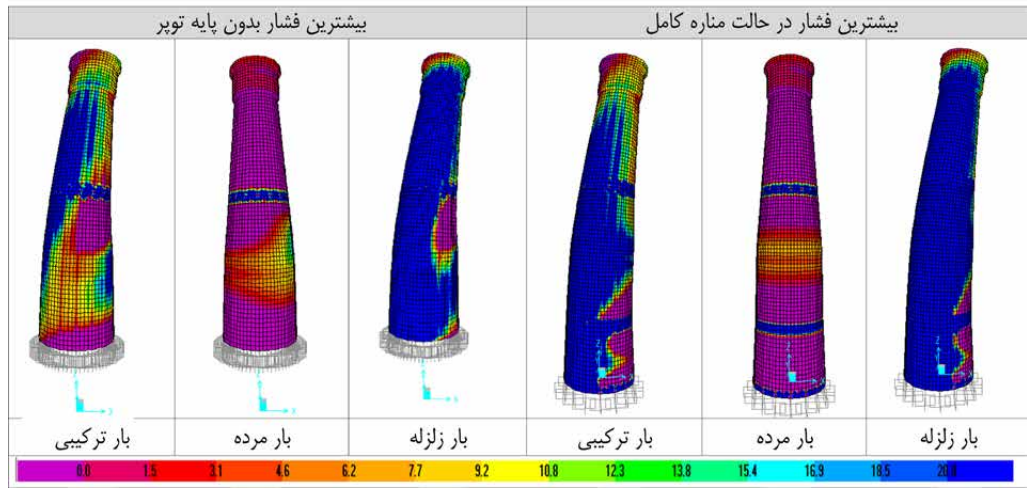 بیشترین فشار در حالت مناره کامل
بیشترین فشار بدون پایه توپر
بار زلزله
بار مرده
بار ترکیبی
بار زلزله
بار مرده
بار ترکیبی
0.0 1.5 3.1 4.6 6.2 7.7 9.2 10.8 12.3 13.8 15.4 16.9 18.5